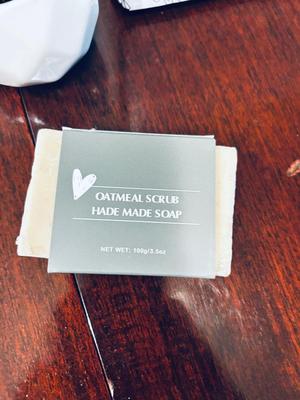 OATMEAL SCRUB
HADE MADE SOAP
NET WET: 100g/3.5oz